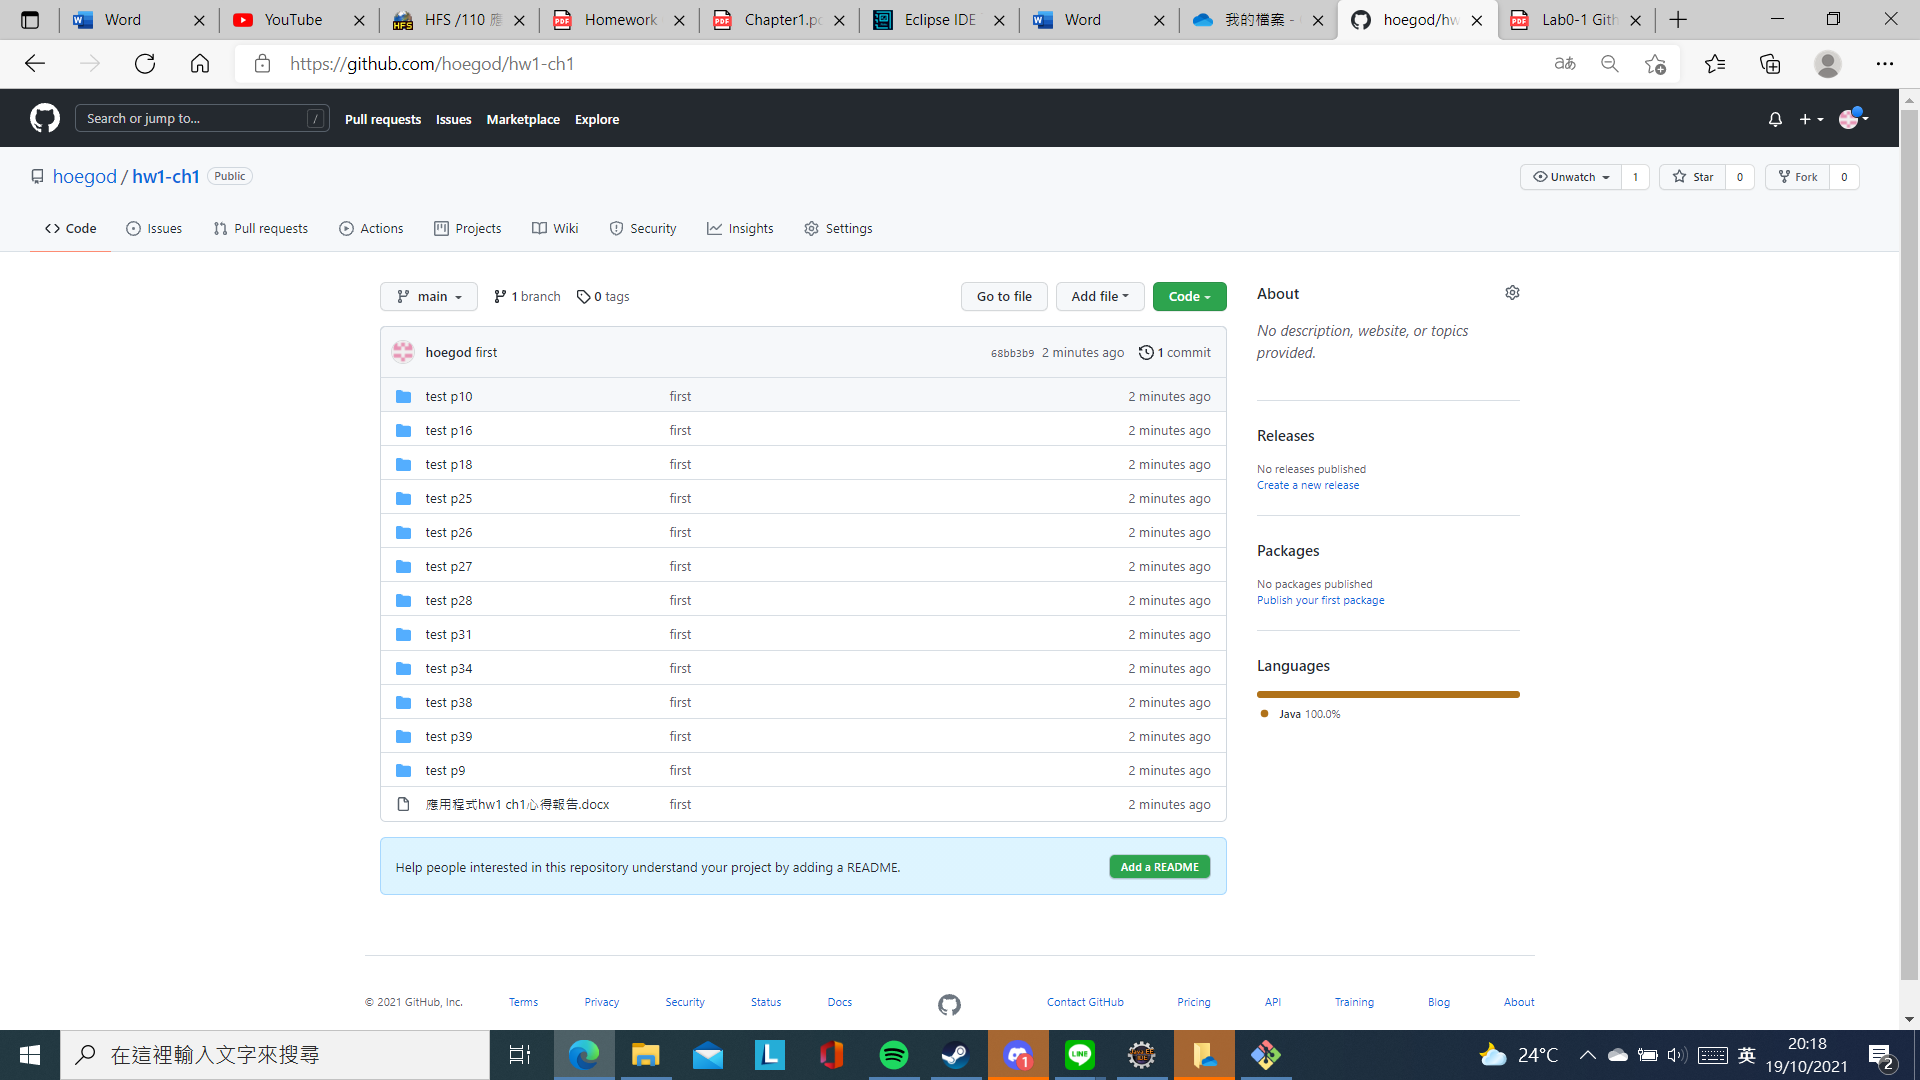 Word
YouTube
HFS /110
Homework
Chapter1.pd
Eclipse IDE
Word
我的檔案 -
hoegod/hw
Lab0-1 Gith
https://github.com/hoegod/hw1-ch1
Search or jump to... /
Pull requests Issues Marketplace Explore
hoegod / hw1-ch1 Public
Unwatch 1 Star 0 Fork 0
Code Issues Pull requests Actions Projects Wiki Security Insights Settings
main 1 branch 0 tags Go to file Add file Code
hoegod first 68bb3b9 2 minutes ago 1 commit
test p10 first 2 minutes ago
test p16 first 2 minutes ago
test p18 first 2 minutes ago
test p25 first 2 minutes ago
test p26 first 2 minutes ago
test p27 first 2 minutes ago
test p28 first 2 minutes ago
test p31 first 2 minutes ago
test p34 first 2 minutes ago
test p38 first 2 minutes ago
test p39 first 2 minutes ago
test p9 first 2 minutes ago
應用程式hw1 ch1心得報告.docx first 2 minutes ago
Help people interested in this repository understand your project by adding a README. Add a README
About
No description, website, or topics
provided.
Releases
No releases published
Create a new release
Packages
No packages published
Publish your first package
Languages
Java 100.0%
© 2021 GitHub, Inc. Terms Privacy Security Status Docs Contact GitHub Pricing API Training Blog About
在這裡輸入文字來搜尋
24°C 英
20:18
19/10/2021
2